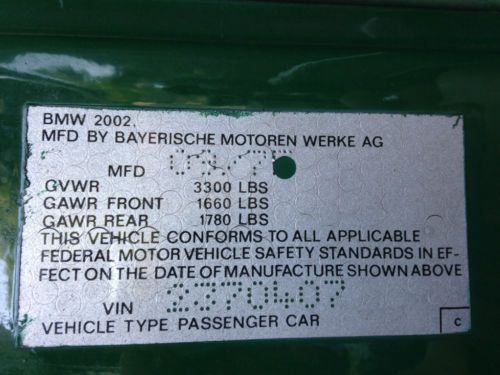 BMW 2002.
MFD BY BAYERISCHE MOTOREN WERKE AG
MFD
GVWR 3300 LBS
GAWR FRONT 1660 LBS
GAWR REAR 1780 LBS
THIS VEHICLE CONFORMS TO ALL APPLICABLE
FEDERAL MOTOR VEHICLE SAFETY STANDARDS IN EF-
FECT ON THE DATE OF MANUFACTURE SHOWN ABOVE
VIN 2370407
VEHICLE TYPE PASSENGER CAR
C